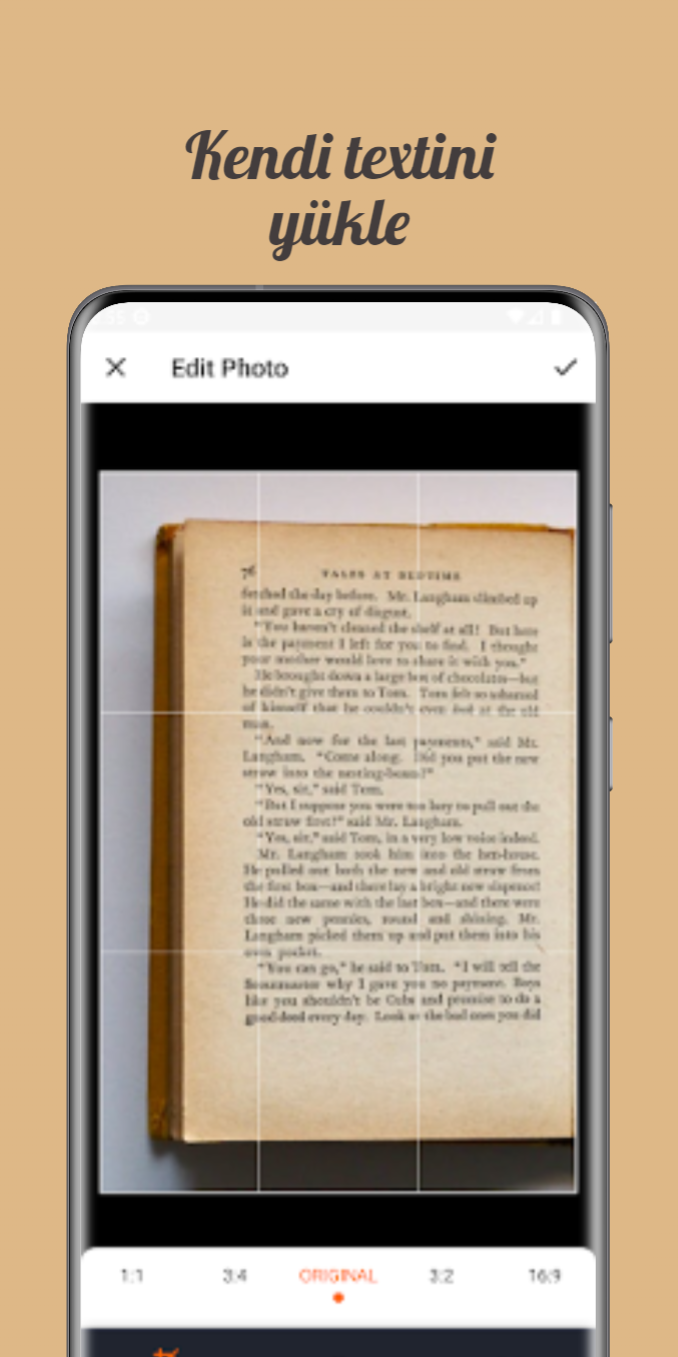 Kendi textini
yükle
Edit Photo
76 TALES AT BEDTIME
fetched the day before. Mr. Langham climbed up
it and gave a cry of disgust.
"You haven't cleaned the shelf at all! But here
is the payment I left for you to find. I thought
your mother would love to share it with you."
He brought down a large box of chocolates—but
he didn't give them to Tom. Tom felt so ashamed
of himself that he couldn't even look at the old
man.
"And now for the last payments," said Mr.
Langham. "Come along. Did you put the new
straw into the nesting-boxes?"
"Yes, sir," said Tom.
"But I suppose you were too lazy to pull out the
old straw first?" said Mr. Langham.
"Yes, sir," said Tom, in a very low voice indeed.
Mr. Langham took him into the hen-house.
He pulled out both the new and old straw from
the first box—and there lay a bright new sixpence!
He did the same with the last box—and there were
three new pennies, round and shining. Mr.
Langham picked them up and put them into his
own pocket.
"You can go," he said to Tom. "I will tell the
Scoutmaster why I gave you no payment. Boys
like you shouldn't be Cubs and promise to do a
good deed every day. Look at the bad ones you did
1:1 3:4 ORIGINAL 3:2 16:9